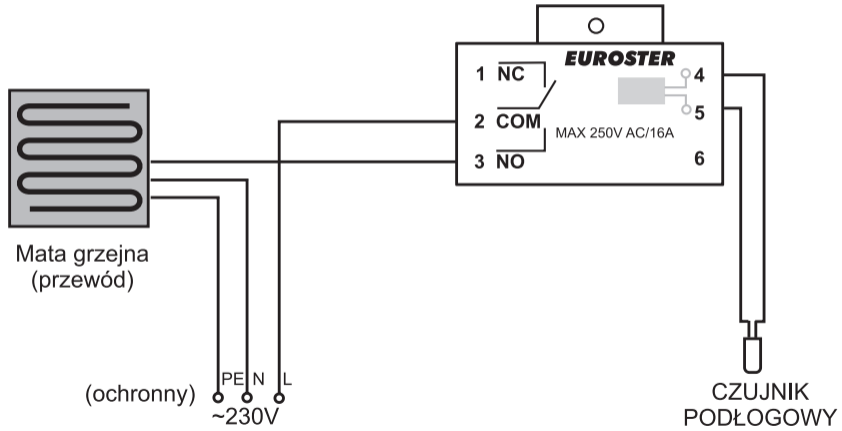 EUROSTER
1 NC
4
2 COM
5
MAX 250V AC/16A
3 NO
6
Mata grzejna
(przewód)
PE N L
(ochronny)
~230V
CZUJNIK
PODŁOGOWY